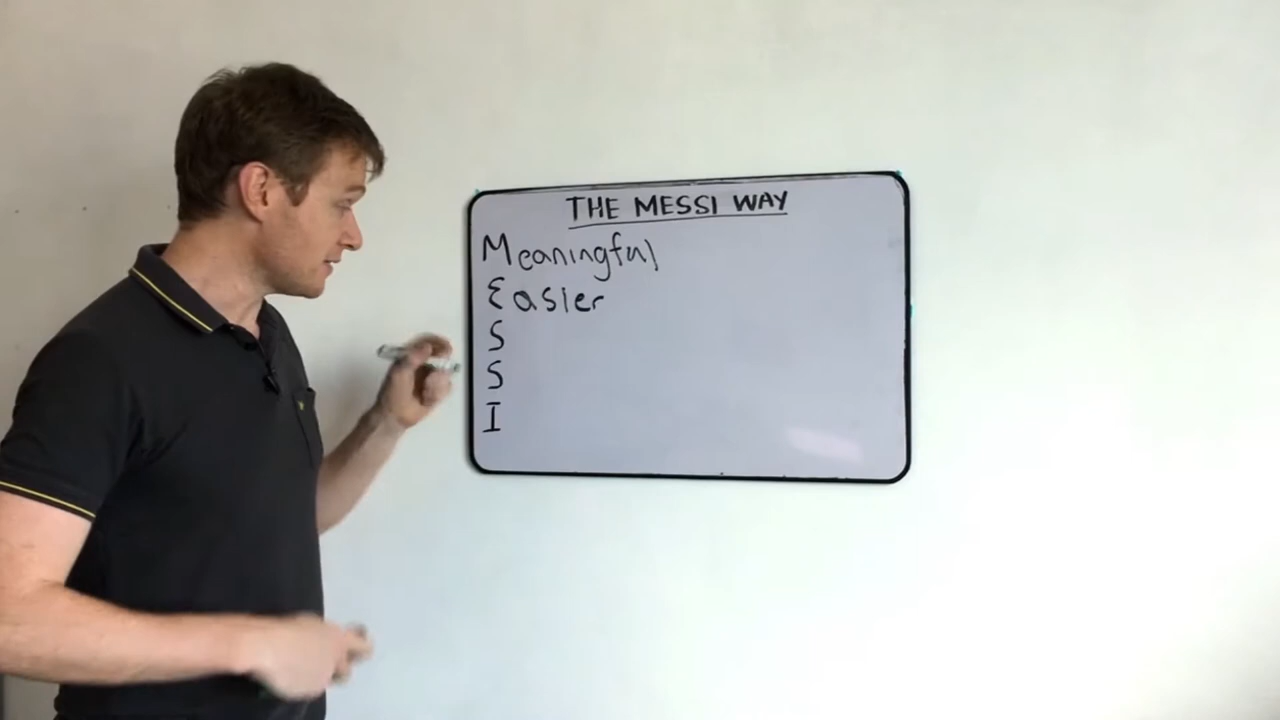 THE MESSI WAY
Meaningful
Easier
S
S
I